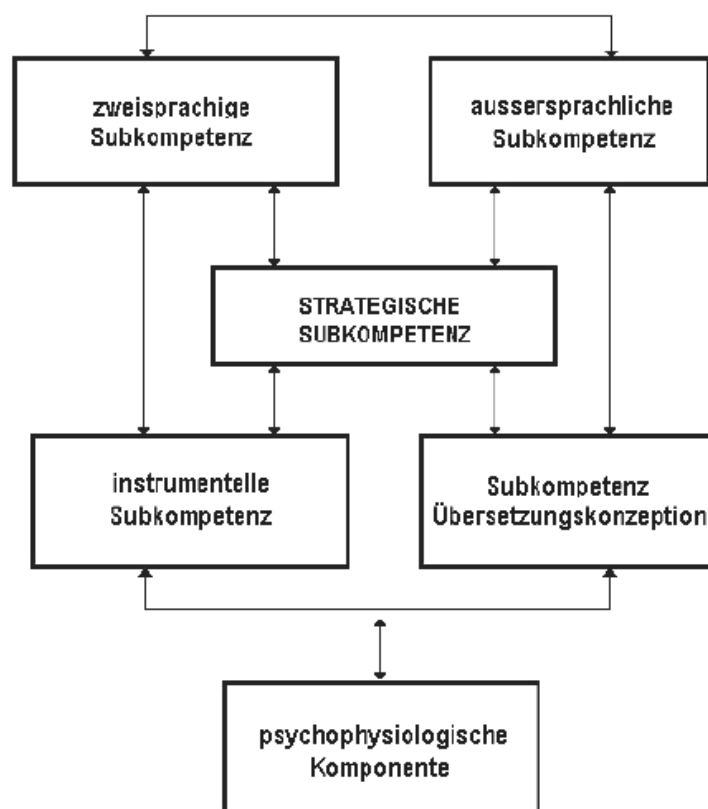 zweisprachige
Subkompetenz
aussersprachliche
Subkompetenz
STRATEGISCHE
SUBKOMPETENZ
instrumentelle
Subkompetenz
Subkompetenz
Übersetzungskonzeption
psychophysiologische
Komponente